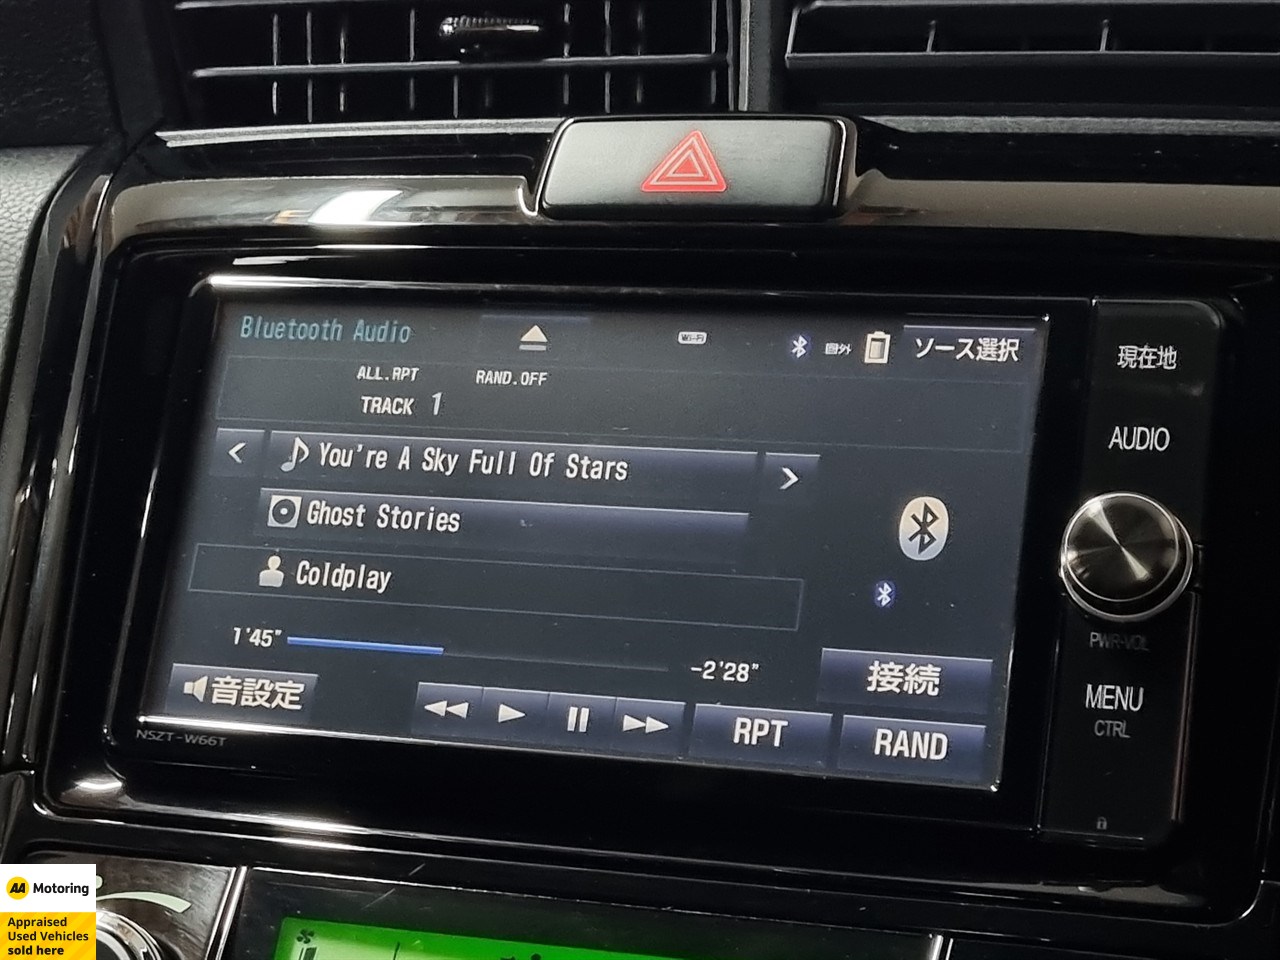 Bluetooth Audio
Wi-Fi
圏外
ソース選択
ALL.RPT RAND.OFF
TRACK 1
You're A Sky Full Of Stars
Ghost Stories
Coldplay
1'45"
-2'28"
接続
音設定
RPT
RAND
NSZT-W66T
現在地
AUDIO
PWR·VOL
MENU
CTRL
AA Motoring
Appraised
Used Vehicles
sold here